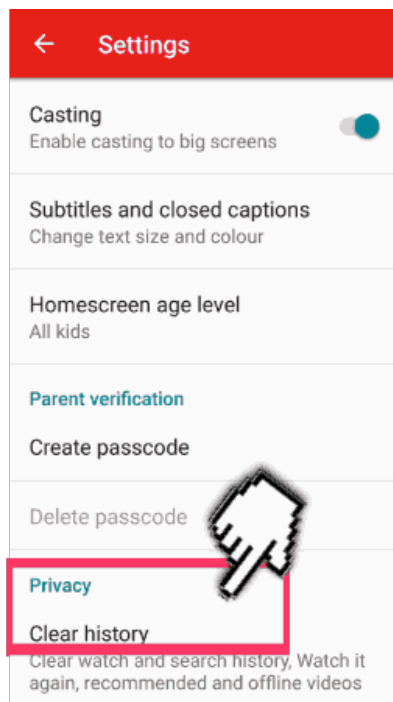 Settings
Casting
Enable casting to big screens
Subtitles and closed captions
Change text size and colour
Homescreen age level
All kids
Parent verification
Create passcode
Delete passcode
Privacy
Clear history
Clear watch and search history, Watch it
again, recommended and offline videos